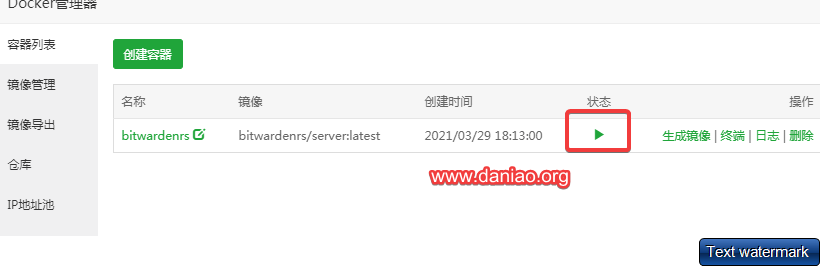 Docker管理器
容器列表
创建容器
镜像管理
名称 镜像 创建时间 状态 操作
镜像导出
bitwardenrs bitwardenrs/server:latest 2021/03/29 18:13:00 生成镜像 | 终端 | 日志 | 删除
仓库
www.daniao.org
IP地址池
Text watermark